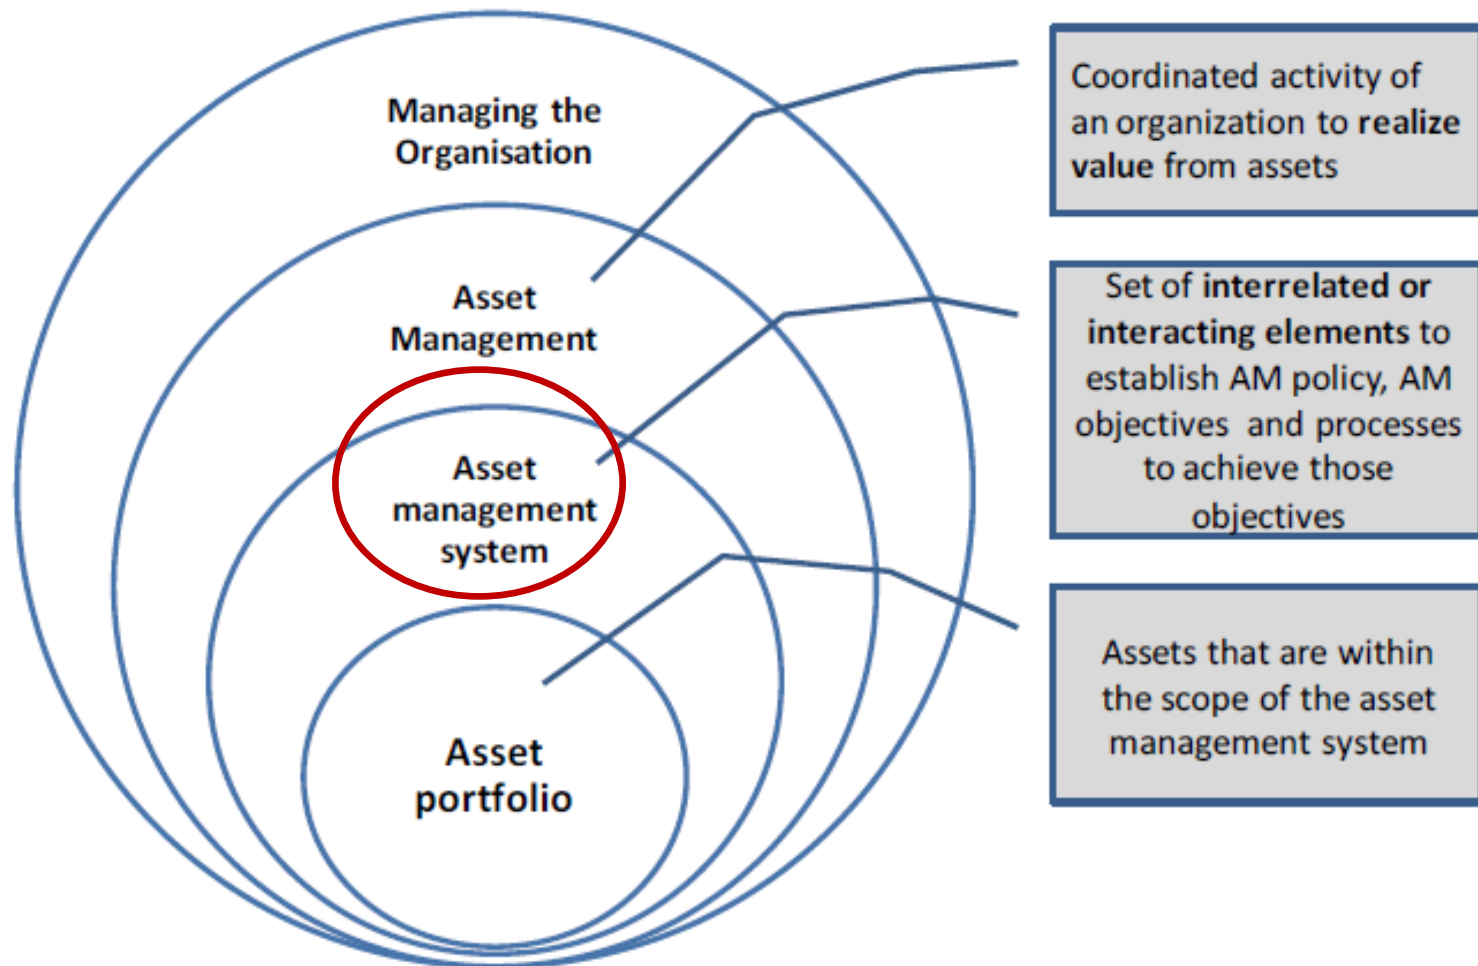 Managing the
Organisation
Asset
Management
Asset
management
system
Asset
portfolio
Coordinated activity of
an organization to realize
value from assets
Set of interrelated or
interacting elements to
establish AM policy, AM
objectives and processes
to achieve those
objectives
Assets that are within
the scope of the asset
management system